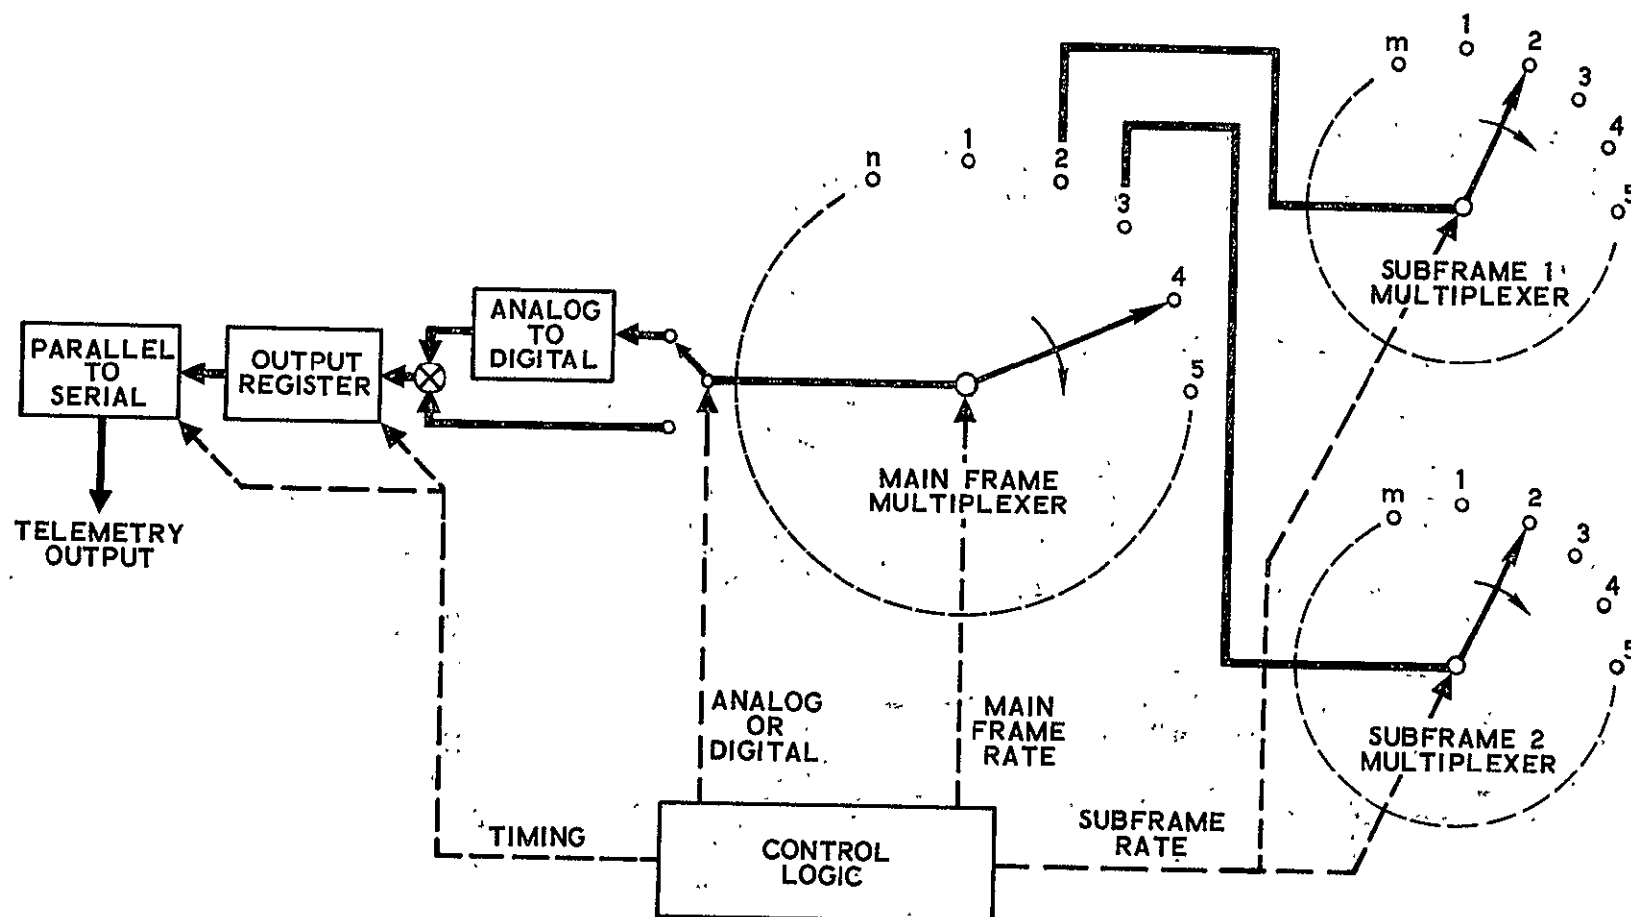 m
1
2
3
4
5
SUBFRAME 1
MULTIPLEXER
n
1
2
3
4
5
MAIN FRAME
MULTIPLEXER
ANALOG
TO
DIGITAL
OUTPUT
REGISTER
PARALLEL
TO
SERIAL
TELEMETRY
OUTPUT
m
1
2
3
4
5
SUBFRAME 2
MULTIPLEXER
ANALOG
OR
DIGITAL
MAIN
FRAME
RATE
SUBFRAME
RATE
TIMING
CONTROL
LOGIC